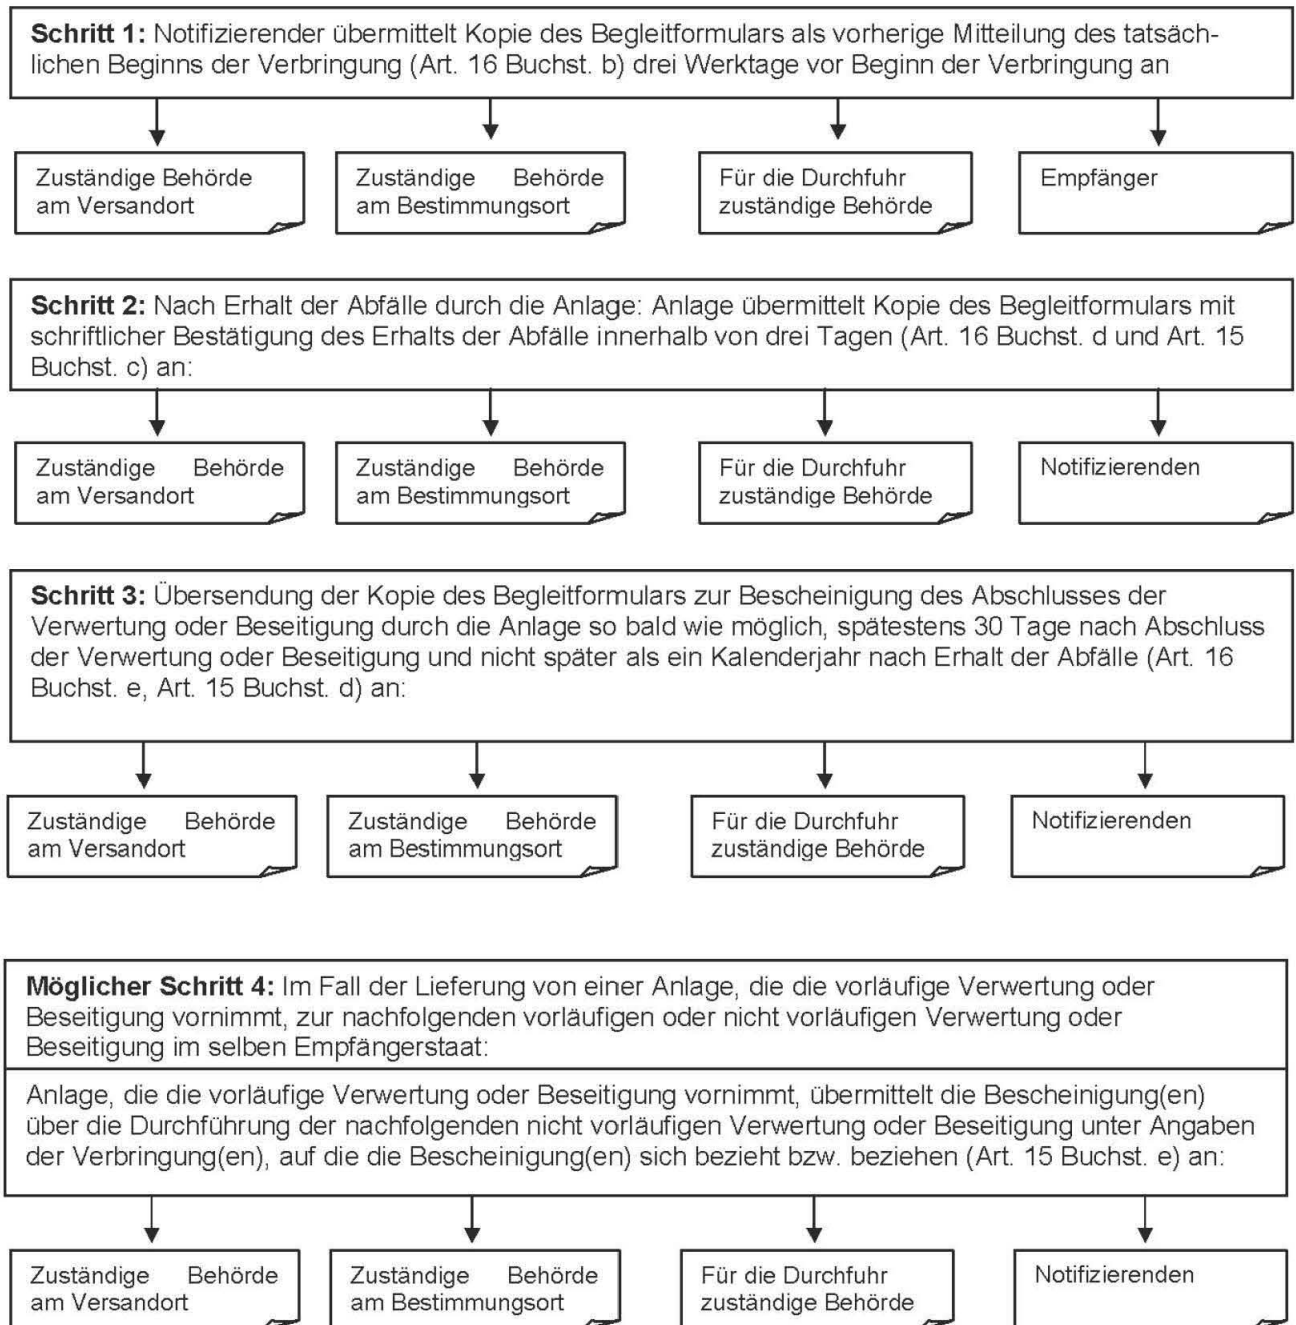 Schritt 1: Notifizierender übermittelt Kopie des Begleitformulars als vorherige Mitteilung des tatsäch-
lichen Beginns der Verbringung (Art. 16 Buchst. b) drei Werktage vor Beginn der Verbringung an
Zuständige Behörde
am Versandort
Zuständige Behörde
am Bestimmungsort
Für die Durchfuhr
zuständige Behörde
Empfänger
Schritt 2: Nach Erhalt der Abfälle durch die Anlage: Anlage übermittelt Kopie des Begleitformulars mit
schriftlicher Bestätigung des Erhalts der Abfälle innerhalb von drei Tagen (Art. 16 Buchst. d und Art. 15
Buchst. c) an:
Zuständige Behörde
am Versandort
Zuständige Behörde
am Bestimmungsort
Für die Durchfuhr
zuständige Behörde
Notifizierenden
Schritt 3: Übersendung der Kopie des Begleitformulars zur Bescheinigung des Abschlusses der
Verwertung oder Beseitigung durch die Anlage so bald wie möglich, spätestens 30 Tage nach Abschluss
der Verwertung oder Beseitigung und nicht später als ein Kalenderjahr nach Erhalt der Abfälle (Art. 16
Buchst. e, Art. 15 Buchst. d) an:
Zuständige Behörde
am Versandort
Zuständige Behörde
am Bestimmungsort
Für die Durchfuhr
zuständige Behörde
Notifizierenden
Möglicher Schritt 4: Im Fall der Lieferung von einer Anlage, die die vorläufige Verwertung oder
Beseitigung vornimmt, zur nachfolgenden vorläufigen oder nicht vorläufigen Verwertung oder
Beseitigung im selben Empfängerstaat:
Anlage, die die vorläufige Verwertung oder Beseitigung vornimmt, übermittelt die Bescheinigung(en)
über die Durchführung der nachfolgenden nicht vorläufigen Verwertung oder Beseitigung unter Angaben
der Verbringung(en), auf die die Bescheinigung(en) sich bezieht bzw. beziehen (Art. 15 Buchst. e) an:
Zuständige Behörde
am Versandort
Zuständige Behörde
am Bestimmungsort
Für die Durchfuhr
zuständige Behörde
Notifizierenden